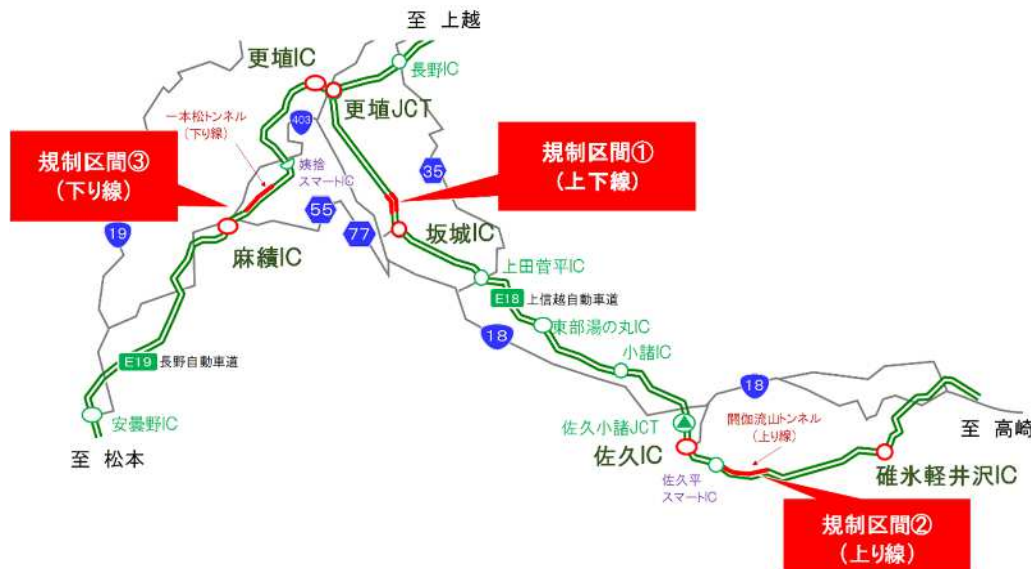 至 上越
更埴IC
長野IC
更埴JCT
一本松トンネル
(下り線)
403
規制区間③
(下り線)
規制区間①
(上下線)
姨捨
スマートIC
35
55
77
19
麻績IC
坂城IC
上田菅平IC
E18 上信越自動車道
東部湯の丸IC
18
小諸IC
E19 長野自動車道
18
安曇野IC
佐久小諸JCT
閼伽流山トンネル
(上り線)
至 高崎
至 松本
佐久IC
佐久平
スマートIC
碓氷軽井沢IC
規制区間②
(上り線)